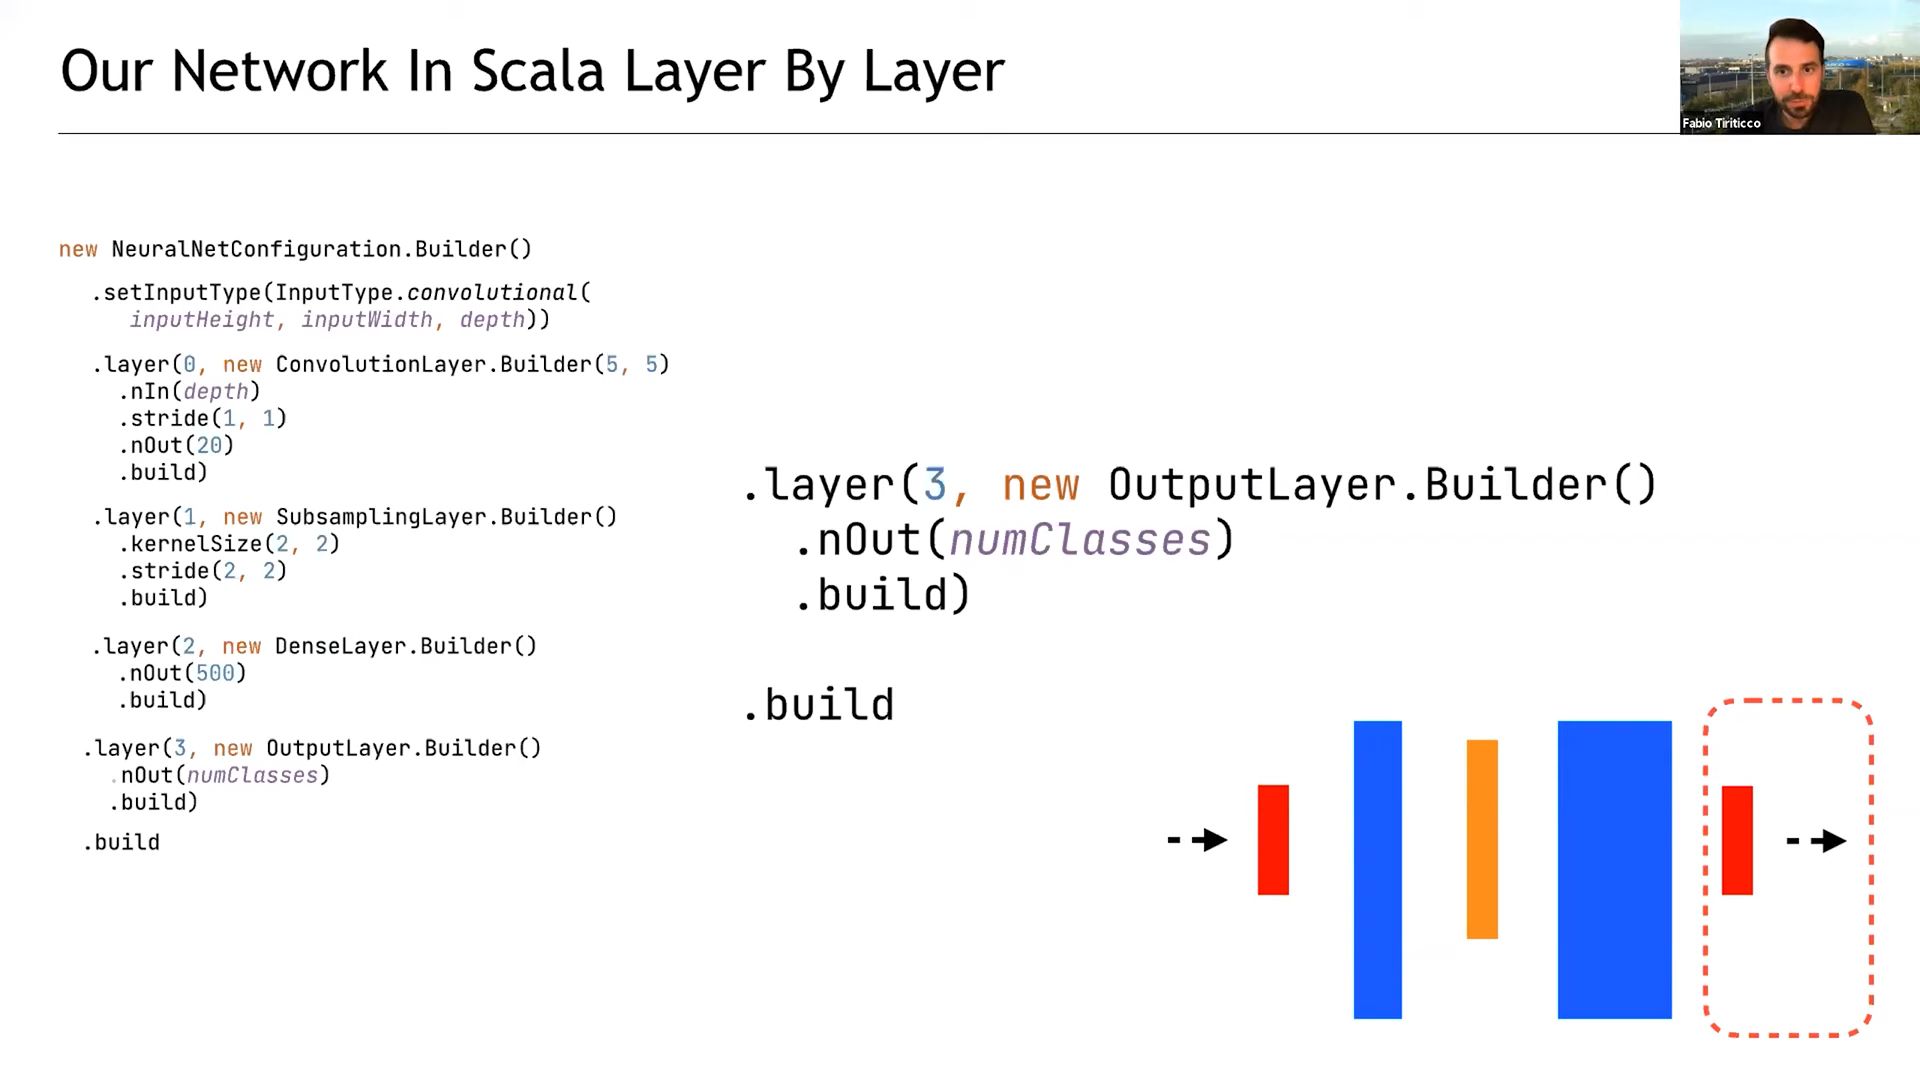 Our Network In Scala Layer By Layer
Fabio Tiriticco
new NeuralNetConfiguration.Builder()
.setInputType(InputType.convolutional(
inputHeight, inputWidth, depth))
.layer(0, new ConvolutionLayer.Builder(5, 5)
.nIn(depth)
.stride(1, 1)
.nOut(20)
.build)
.layer(1, new SubsamplingLayer.Builder()
.kernelSize(2, 2)
.stride(2, 2)
.build)
.layer(2, new DenseLayer.Builder()
.nOut(500)
.build)
.layer(3, new OutputLayer.Builder()
.nOut(numClasses)
.build)
.build
.layer(3, new OutputLayer.Builder()
.nOut(numClasses)
.build)
.build